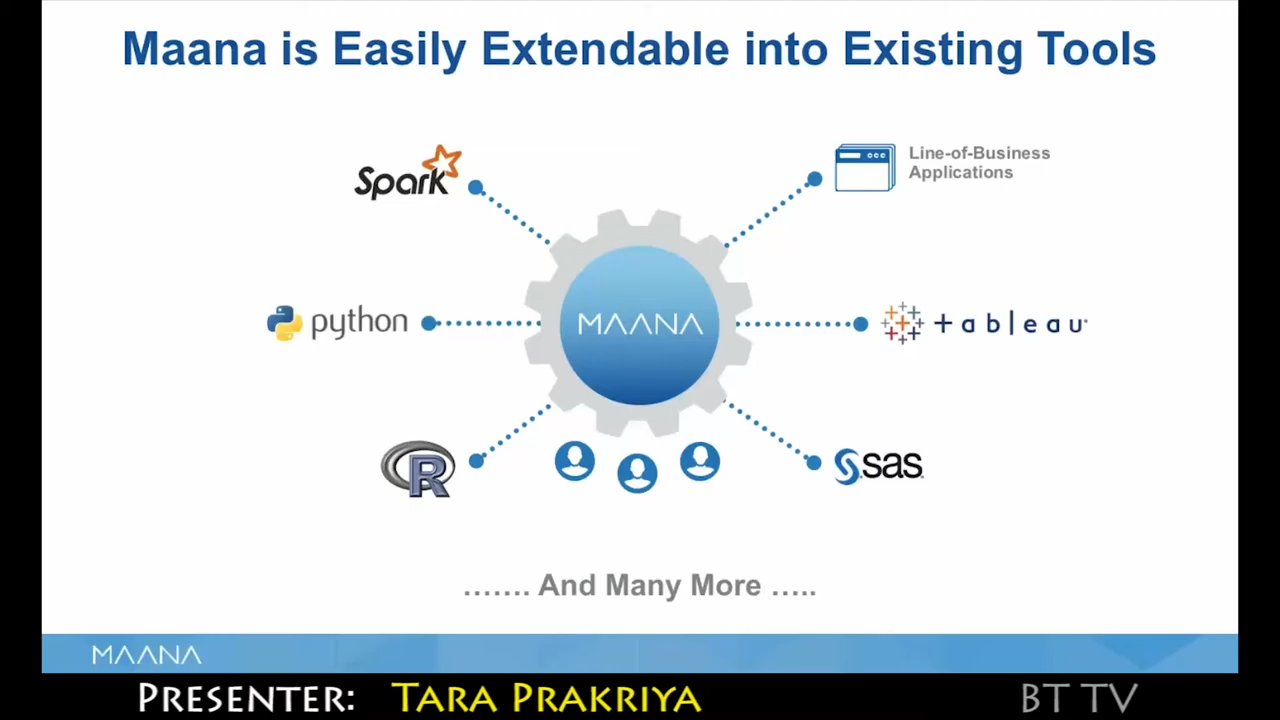 Maana is Easily Extendable into Existing Tools
Spark
Line-of-Business
Applications
python
MAANA
+ableau
R
sas
....... And Many More .....
MAANA
PRESENTER: TARA PRAKRIYA
BT TV